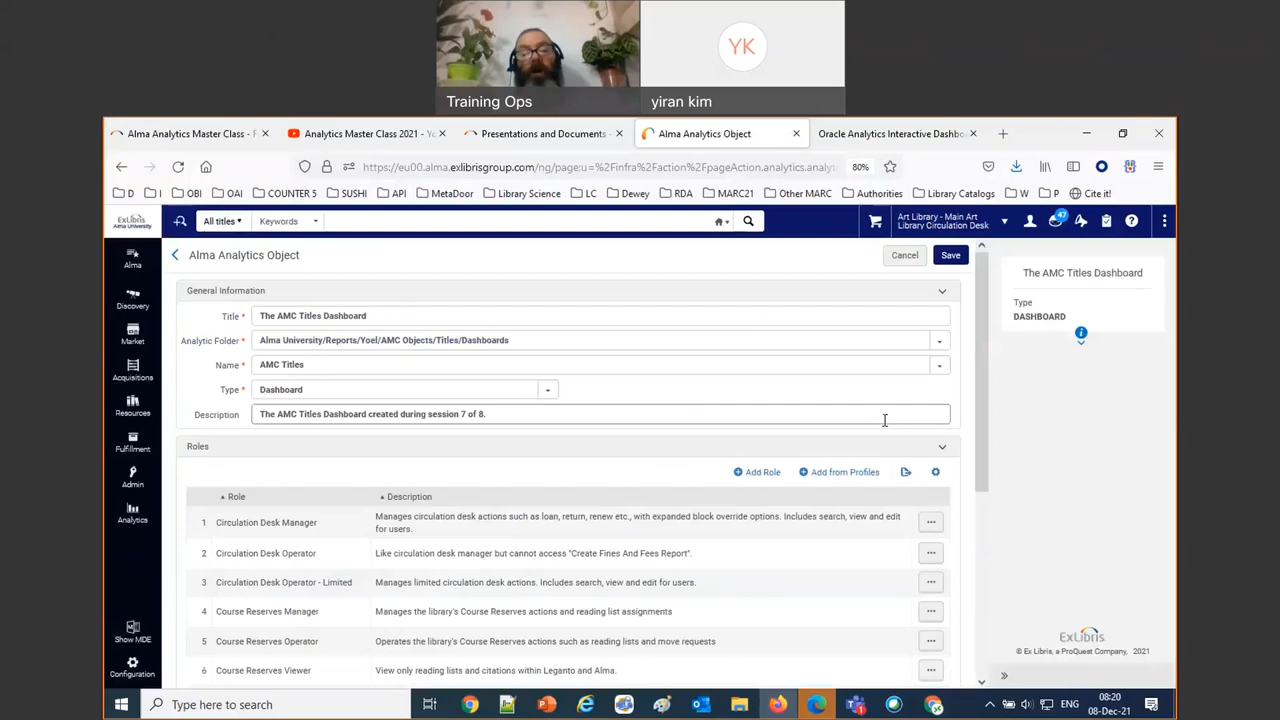 YK
Training Ops
yiran kim
Alma Analytics Master Class - F
Analytics Master Class 2021 - Yo
Presentations and Documents -
Alma Analytics Object
Oracle Analytics Interactive Dashbo
https://eu00.alma.exlibrisgroup.com/ng/page:u=%2Finfra%2Faction%2FpageAction.analytics.analy
80%
D
I
OBI
OAI
COUNTER 5
SUSHI
API
MetaDoor
Library Science
LC
Dewey
RDA
MARC21
Other MARC
Authorities
Library Catalogs
W
P
Cite it!
ExLibris
Alma University
All titles
Keywords
Art Library - Main Art
Library Circulation Desk
47
Alma
Discovery
Market
Acquisitions
Resources
Fulfillment
Admin
Analytics
Show MDE
Configuration
Alma Analytics Object
Cancel
Save
General Information
Title * The AMC Titles Dashboard
Analytic Folder * Alma University/Reports/Yoel/AMC Objects/Titles/Dashboards
Name * AMC Titles
Type * Dashboard
Description The AMC Titles Dashboard created during session 7 of 8.
Roles
Add Role
Add from Profiles
Role
Description
1 Circulation Desk Manager Manages circulation desk actions such as loan, return, renew etc., with expanded block override options. Includes search, view and edit
for users.
2 Circulation Desk Operator Like circulation desk manager but cannot access "Create Fines And Fees Report".
3 Circulation Desk Operator - Limited Manages limited circulation desk actions. Includes search, view and edit for users.
4 Course Reserves Manager Manages the library's Course Reserves actions and reading list assignments
5 Course Reserves Operator Operates the library's Course Reserves actions such as reading lists and move requests
6 Course Reserves Viewer View only reading lists and citations within Leganto and Alma.
The AMC Titles Dashboard
Type
DASHBOARD
ExLibris
© Ex Libris, a ProQuest Company, 2021
Type here to search
ENG
08:20
08-Dec-21